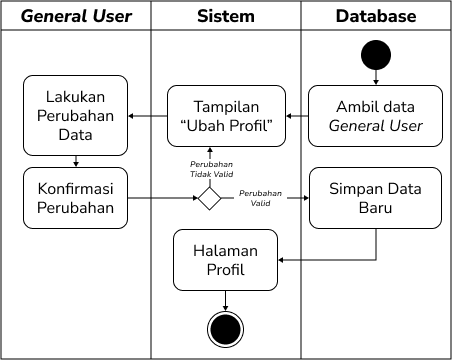 General User
Sistem
Database
Ambil data
General User
Tampilan
“Ubah Profil”
Lakukan
Perubahan
Data
Konfirmasi
Perubahan
Perubahan
Tidak Valid
Perubahan
Valid
Simpan Data
Baru
Halaman
Profil